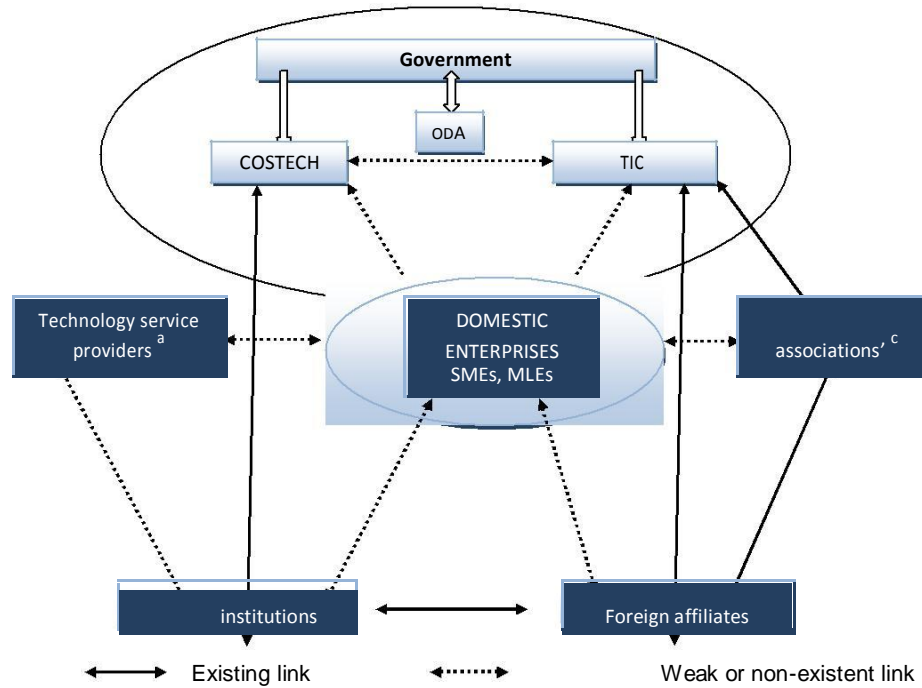 Government
ODA
COSTECH
TIC
Technology service
providers a
DOMESTIC
ENTERPRISES
SMEs, MLEs
associations’ c
institutions
Foreign affiliates
Existing link
Weak or non-existent link